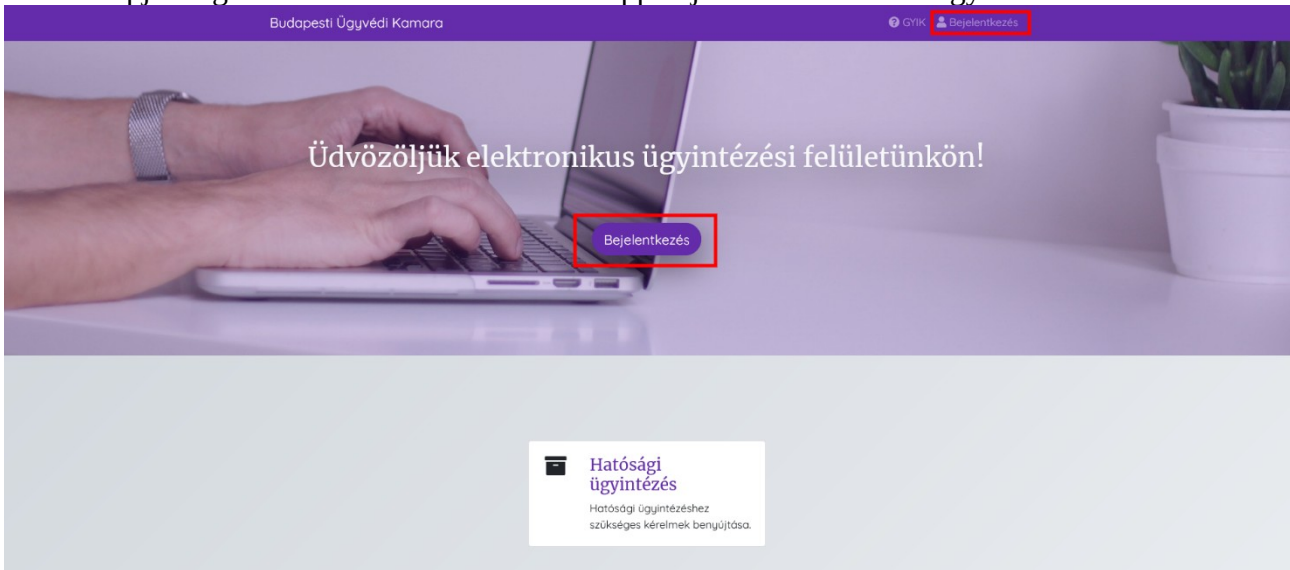 Budapesti Ügyvédi Kamara
GYIK Bejelentkezés
Üdvözöljük elektronikus ügyintézési felületünkön!
Bejelentkezés
Hatósági
ügyintézés
Hatósági ügyintézéshez
szükséges kérelmek benyújtása.